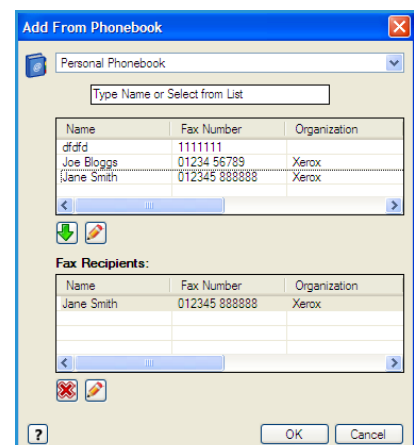 Add From Phonebook
Personal Phonebook
Type Name or Select from List
Name Fax Number Organization
dfdfd 1111111
Joe Bloggs 01234 56789 Xerox
Jane Smith 012345 888888 Xerox
Fax Recipients:
Name Fax Number Organization
Jane Smith 012345 888888 Xerox
? OK Cancel